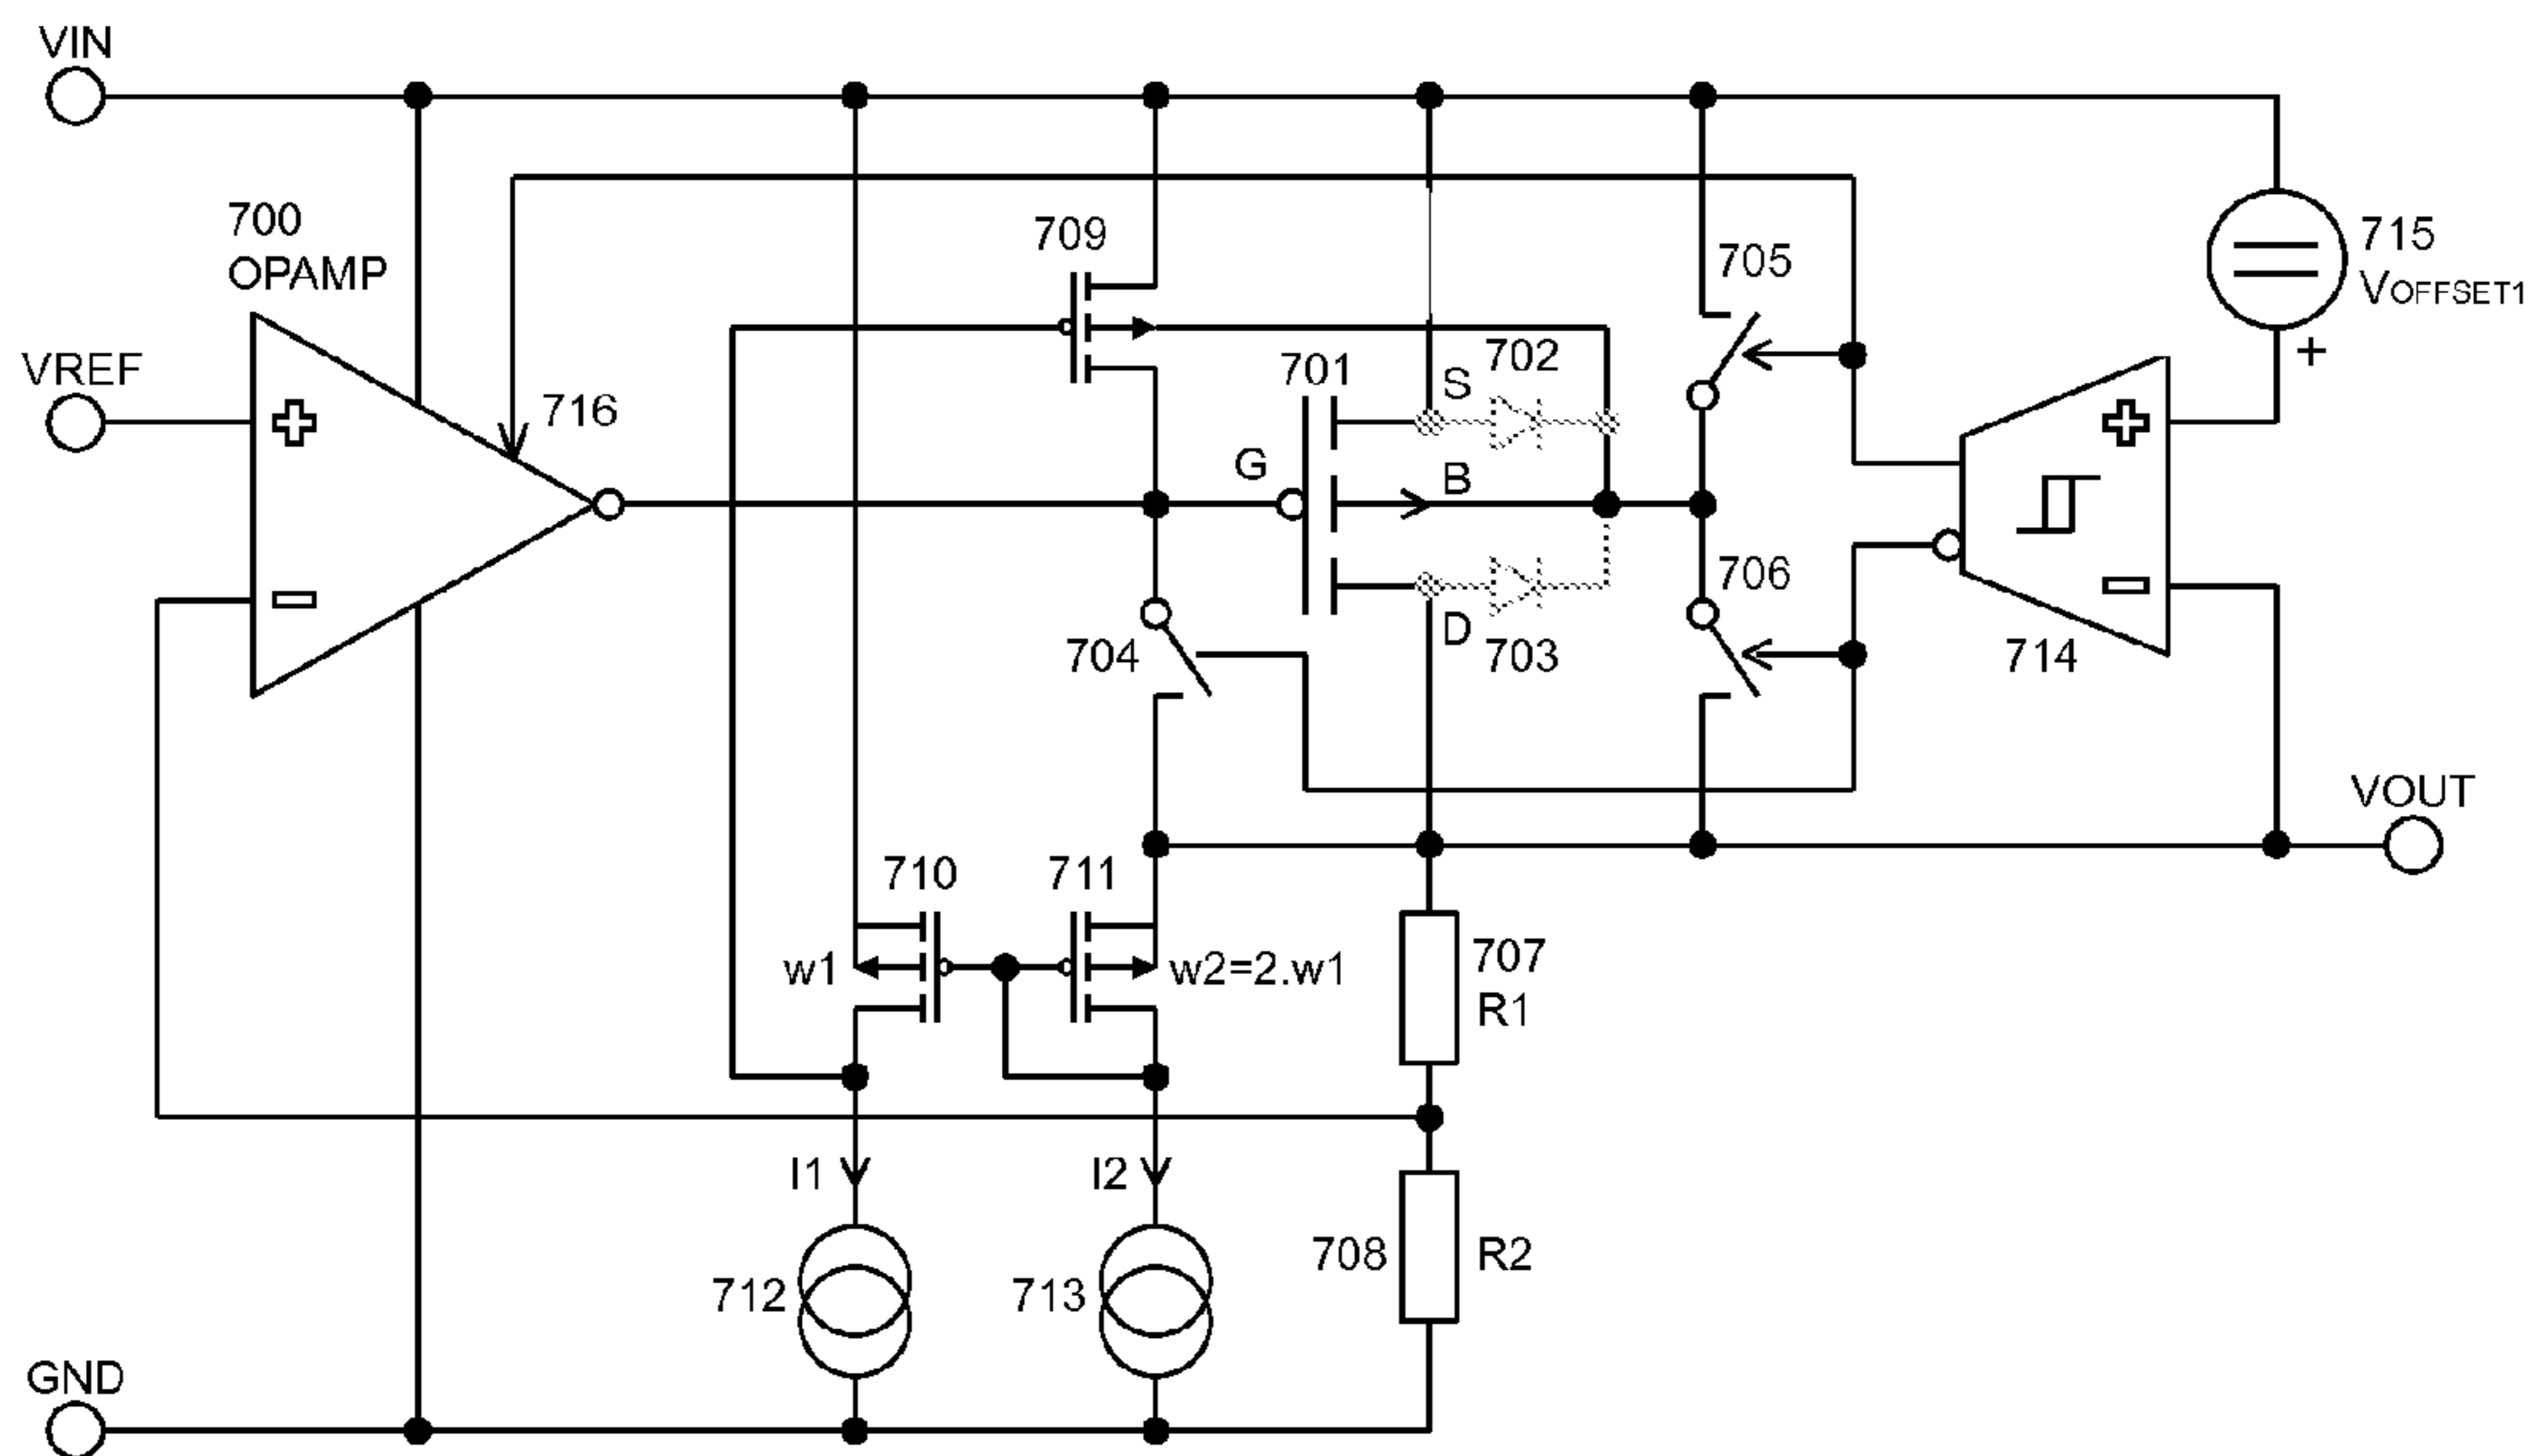 VIN
700
OPAMP
709
705
715
VOFFSET1
+
VREF
716
701
S
702
G
B
706
D
703
704
714
VOUT
710
711
w1
w2=2.w1
707
R1
I1
I2
712
713
708
R2
GND